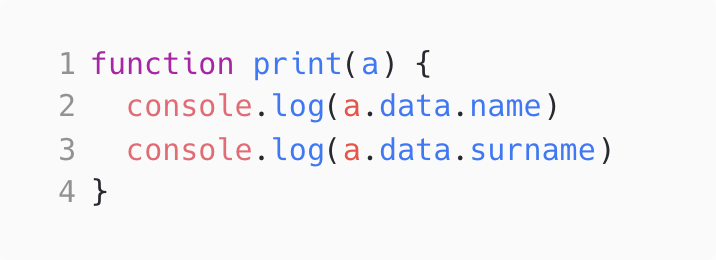 1 function print(a) {
2   console.log(a.data.name)
3   console.log(a.data.surname)
4 }